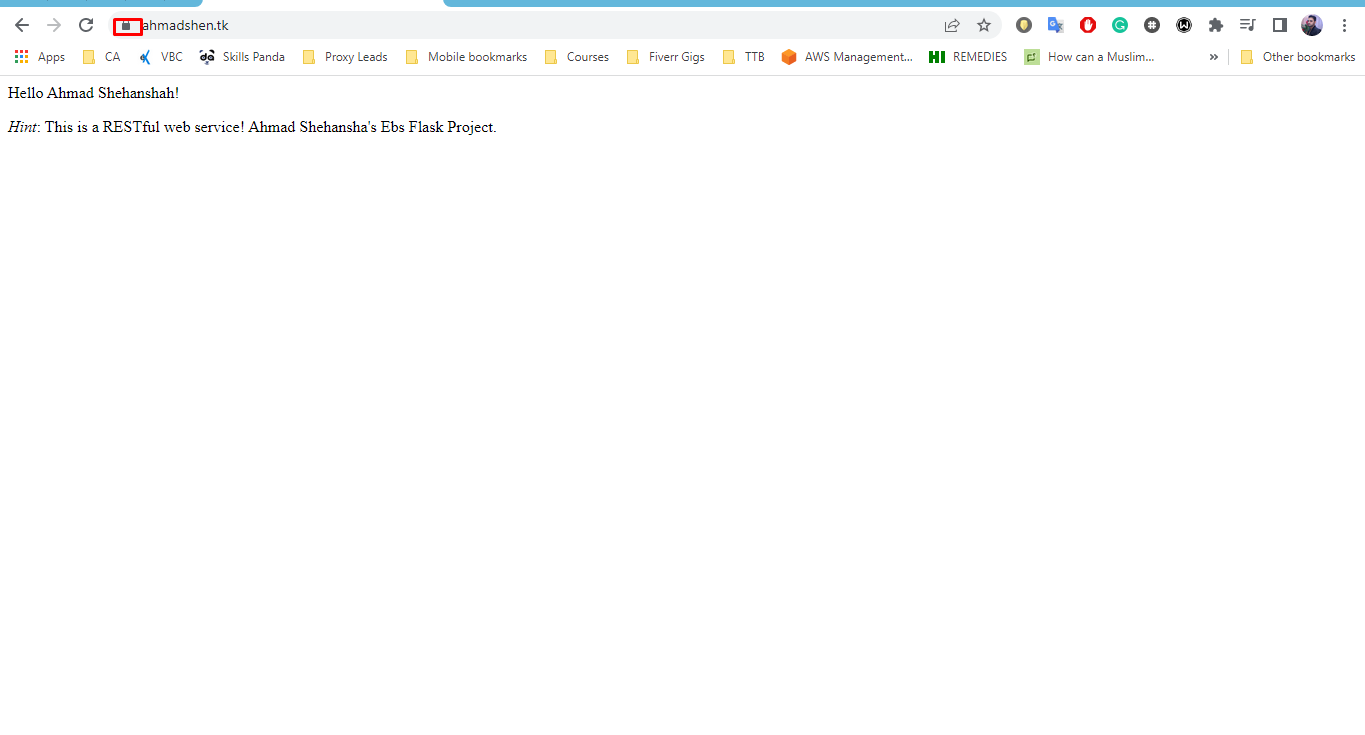 ahmadshen.tk
Apps CA VBC Skills Panda Proxy Leads Mobile bookmarks Courses Fiverr Gigs TTB AWS Management... HI REMEDIES How can a Muslim... » Other bookmarks
Hello Ahmad Shehanshah!
Hint: This is a RESTful web service! Ahmad Shehansha's Ebs Flask Project.